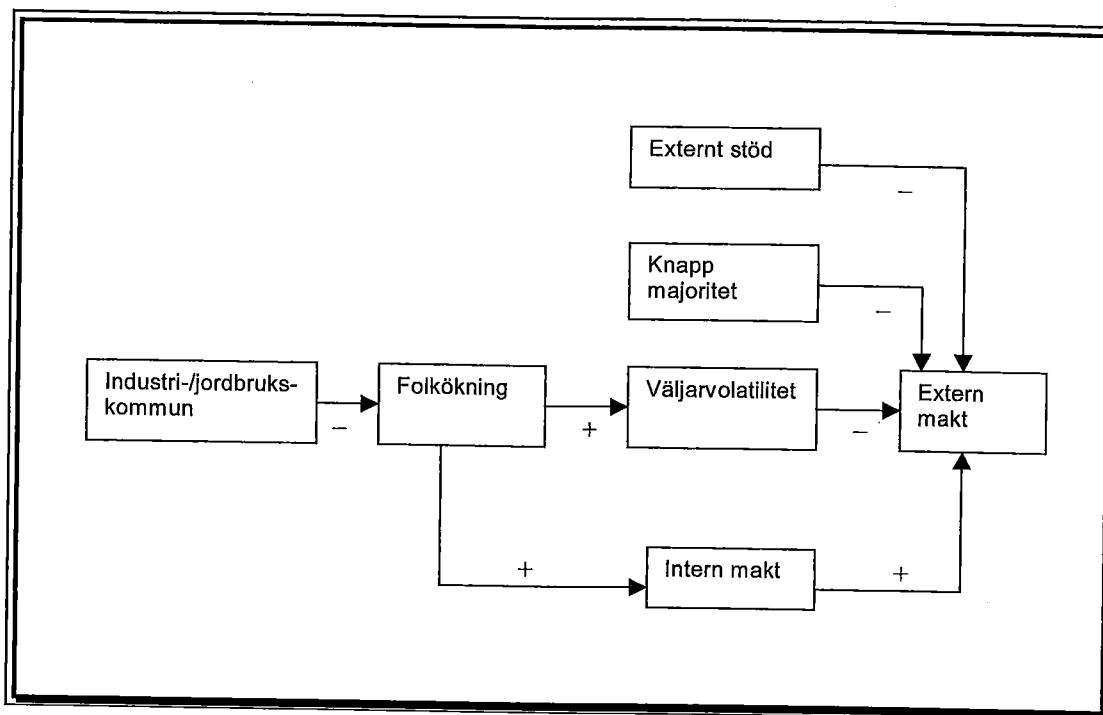 Externt stöd
–
Knapp
majoritet
–
Industri-/jordbruks-
kommun
–
Folkökning
+
Väljarvolatilitet
–
Extern
makt
+
Intern makt
+